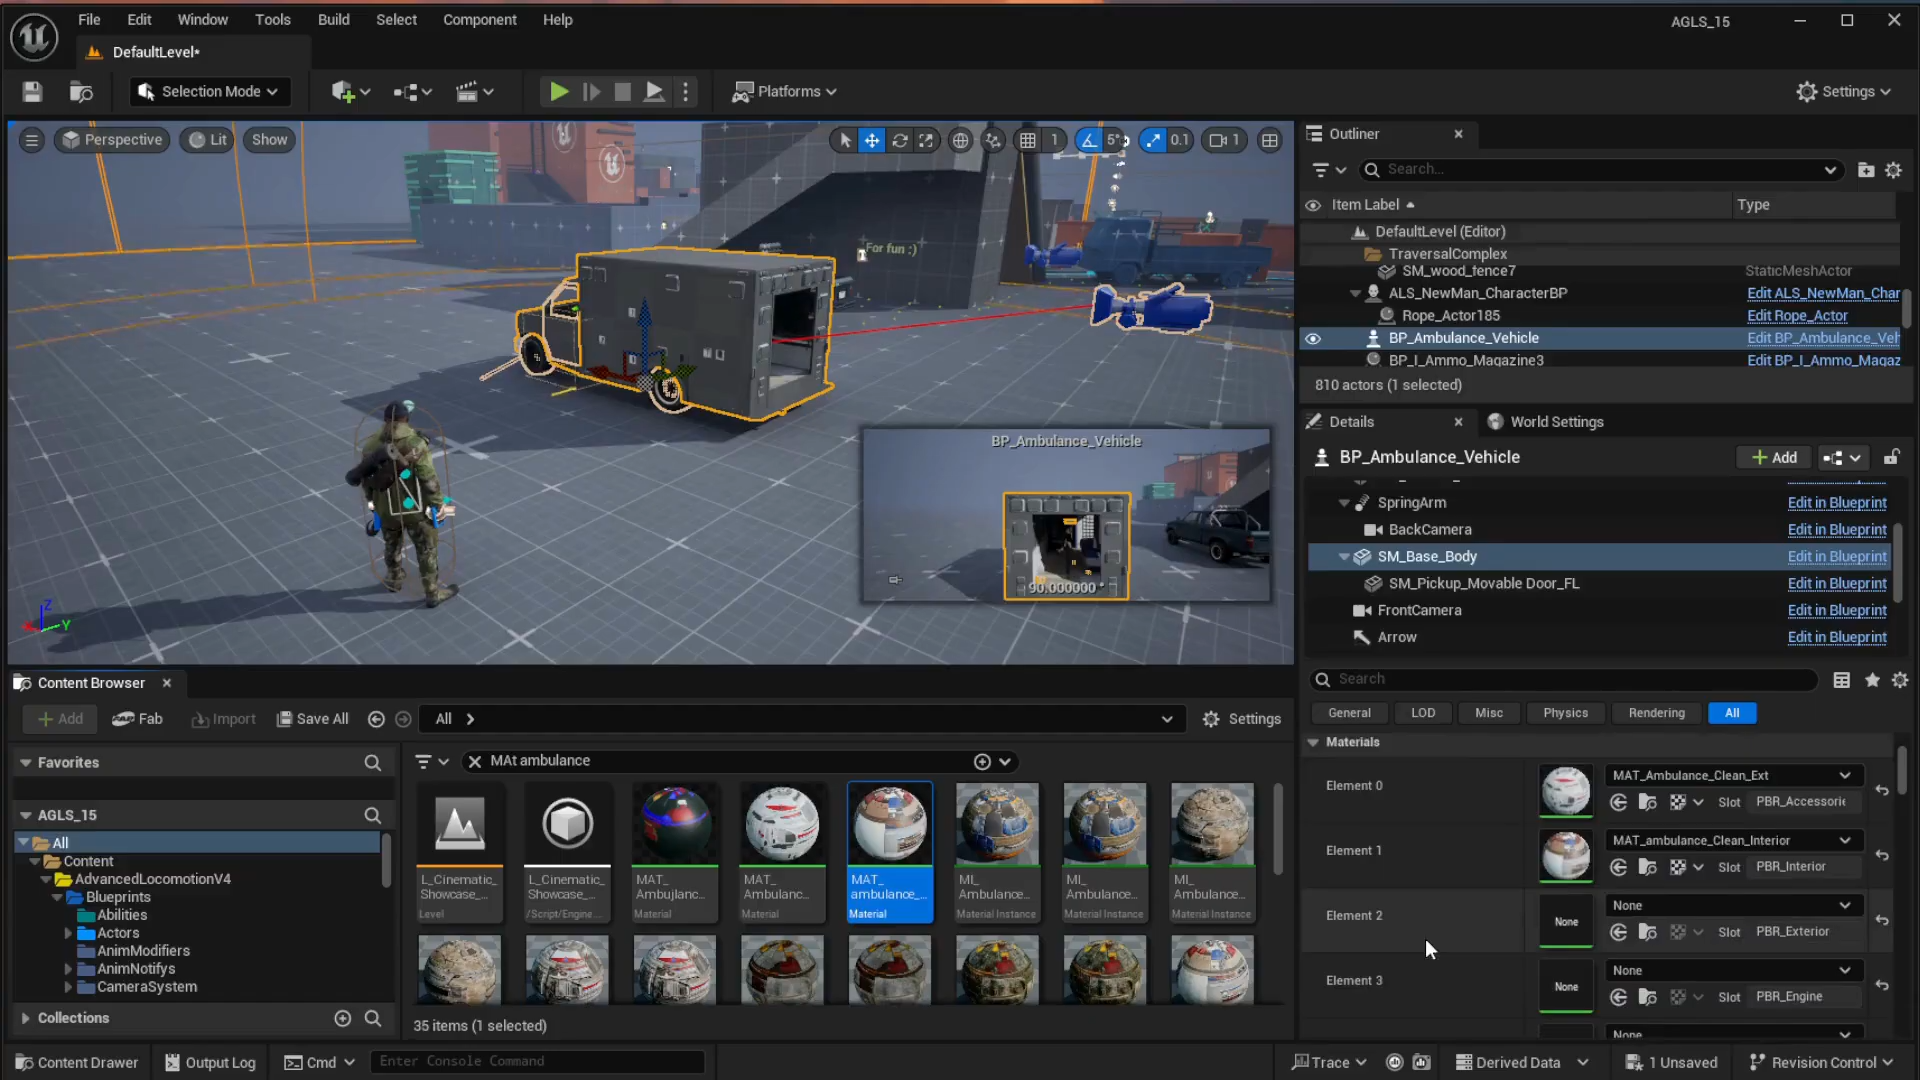 File Edit Window Tools Build Select Component Help
AGLS_15
DefaultLevel*
Selection Mode
Platforms
Settings
Perspective
Lit
Show
1
5°
0.1
1
For fun ;)
BP_Ambulance_Vehicle
90.000000 °
Z
Y
Outliner
Search...
Item Label
Type
DefaultLevel (Editor)
TraversalComplex
SM_wood_fence7 StaticMeshActor
ALS_NewMan_CharacterBP Edit ALS_NewMan_Char
Rope_Actor185 Edit Rope_Actor
BP_Ambulance_Vehicle Edit BP_Ambulance_Veh
BP_I_Ammo_Magazine3 Edit BP_I_Ammo_Magaz
810 actors (1 selected)
Details
World Settings
BP_Ambulance_Vehicle
Add
SpringArm Edit in Blueprint
BackCamera Edit in Blueprint
SM_Base_Body Edit in Blueprint
SM_Pickup_Movable Door_FL Edit in Blueprint
FrontCamera Edit in Blueprint
Arrow Edit in Blueprint
Search
General LOD Misc Physics Rendering All
Materials
Element 0
MAT_Ambulance_Clean_Ext
Slot PBR_Accessorie
Element 1
MAT_ambulance_Clean_Interior
Slot PBR_Interior
Element 2
None
None
Slot PBR_Exterior
Element 3
None
None
Slot PBR_Engine
None
Content Browser
Add
Fab
Import
Save All
All
Settings
Favorites
AGLS_15
All
Content
AdvancedLocomotionV4
Blueprints
Abilities
Actors
AnimModifiers
AnimNotifys
CameraSystem
Collections
MAt ambulance
L_Cinematic_
Showcase_...
Level
L_Cinematic_
Showcase_...
/Script/Engine...
MAT_
Ambujlanc...
Material
MAT_
Ambulanc...
Material
MAT_
ambulance_...
Material
MI_
Ambulance...
Material Instance
MI_
Ambulance...
Material Instance
MI_
Ambulance...
Material Instance
35 items (1 selected)
Content Drawer
Output Log
Cmd
Enter Console Command
Trace
Derived Data
1 Unsaved
Revision Control